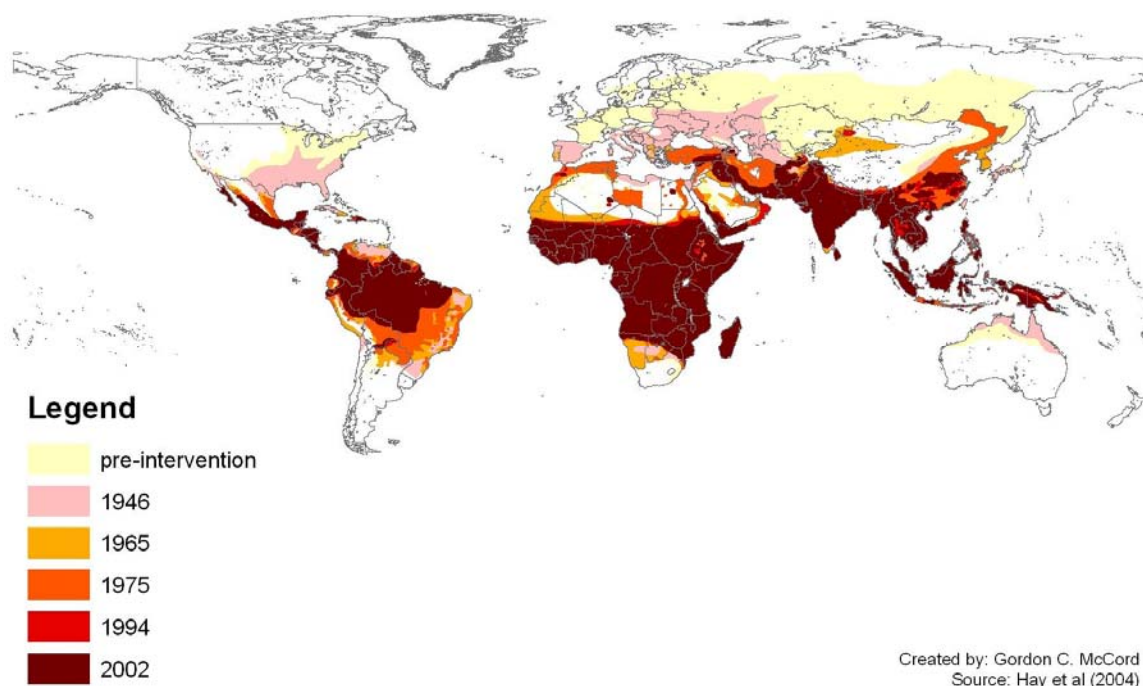 Legend
pre-intervention
1946
1965
1975
1994
2002
Created by: Gordon C. McCord
Source: Hay et al (2004)